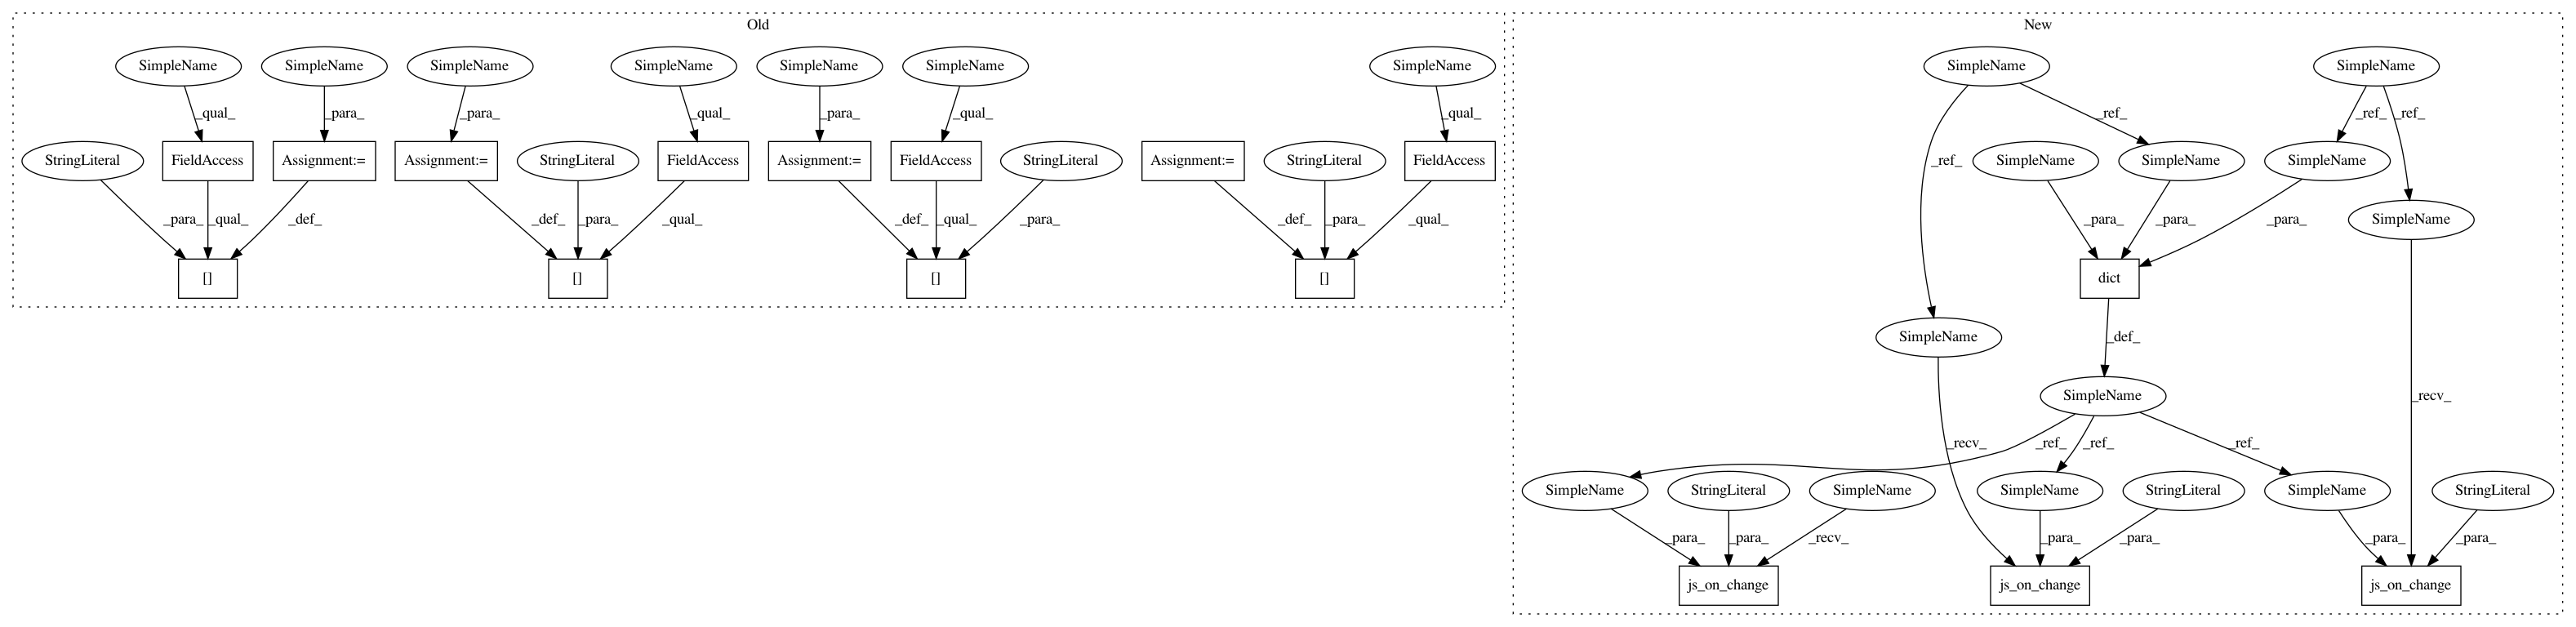 Old
New
SimpleName
SimpleName
SimpleName
SimpleName
SimpleName
SimpleName
SimpleName
SimpleName
SimpleName
_qual_
_para_
_para_
_qual_
_para_
_qual_
_qual_
_ref_
_ref_
_ref_
StringLiteral
FieldAccess
Assignment:=
Assignment:=
StringLiteral
FieldAccess
Assignment:=
FieldAccess
StringLiteral
Assignment:=
StringLiteral
FieldAccess
_ref_
SimpleName
SimpleName
SimpleName
_para_
_qual_
_def_
_def_
_para_
_qual_
_def_
_qual_
_para_
_def_
_para_
_qual_
_para_
_para_
_para_
SimpleName
[]
[]
[]
[]
dict
SimpleName
_def_
SimpleName
_recv_
_ref_
_ref_
_ref_
_recv_
SimpleName
StringLiteral
SimpleName
SimpleName
StringLiteral
SimpleName
StringLiteral
_para_
_para_
_recv_
_para_
_para_
_para_
_para_
js_on_change
js_on_change
js_on_change